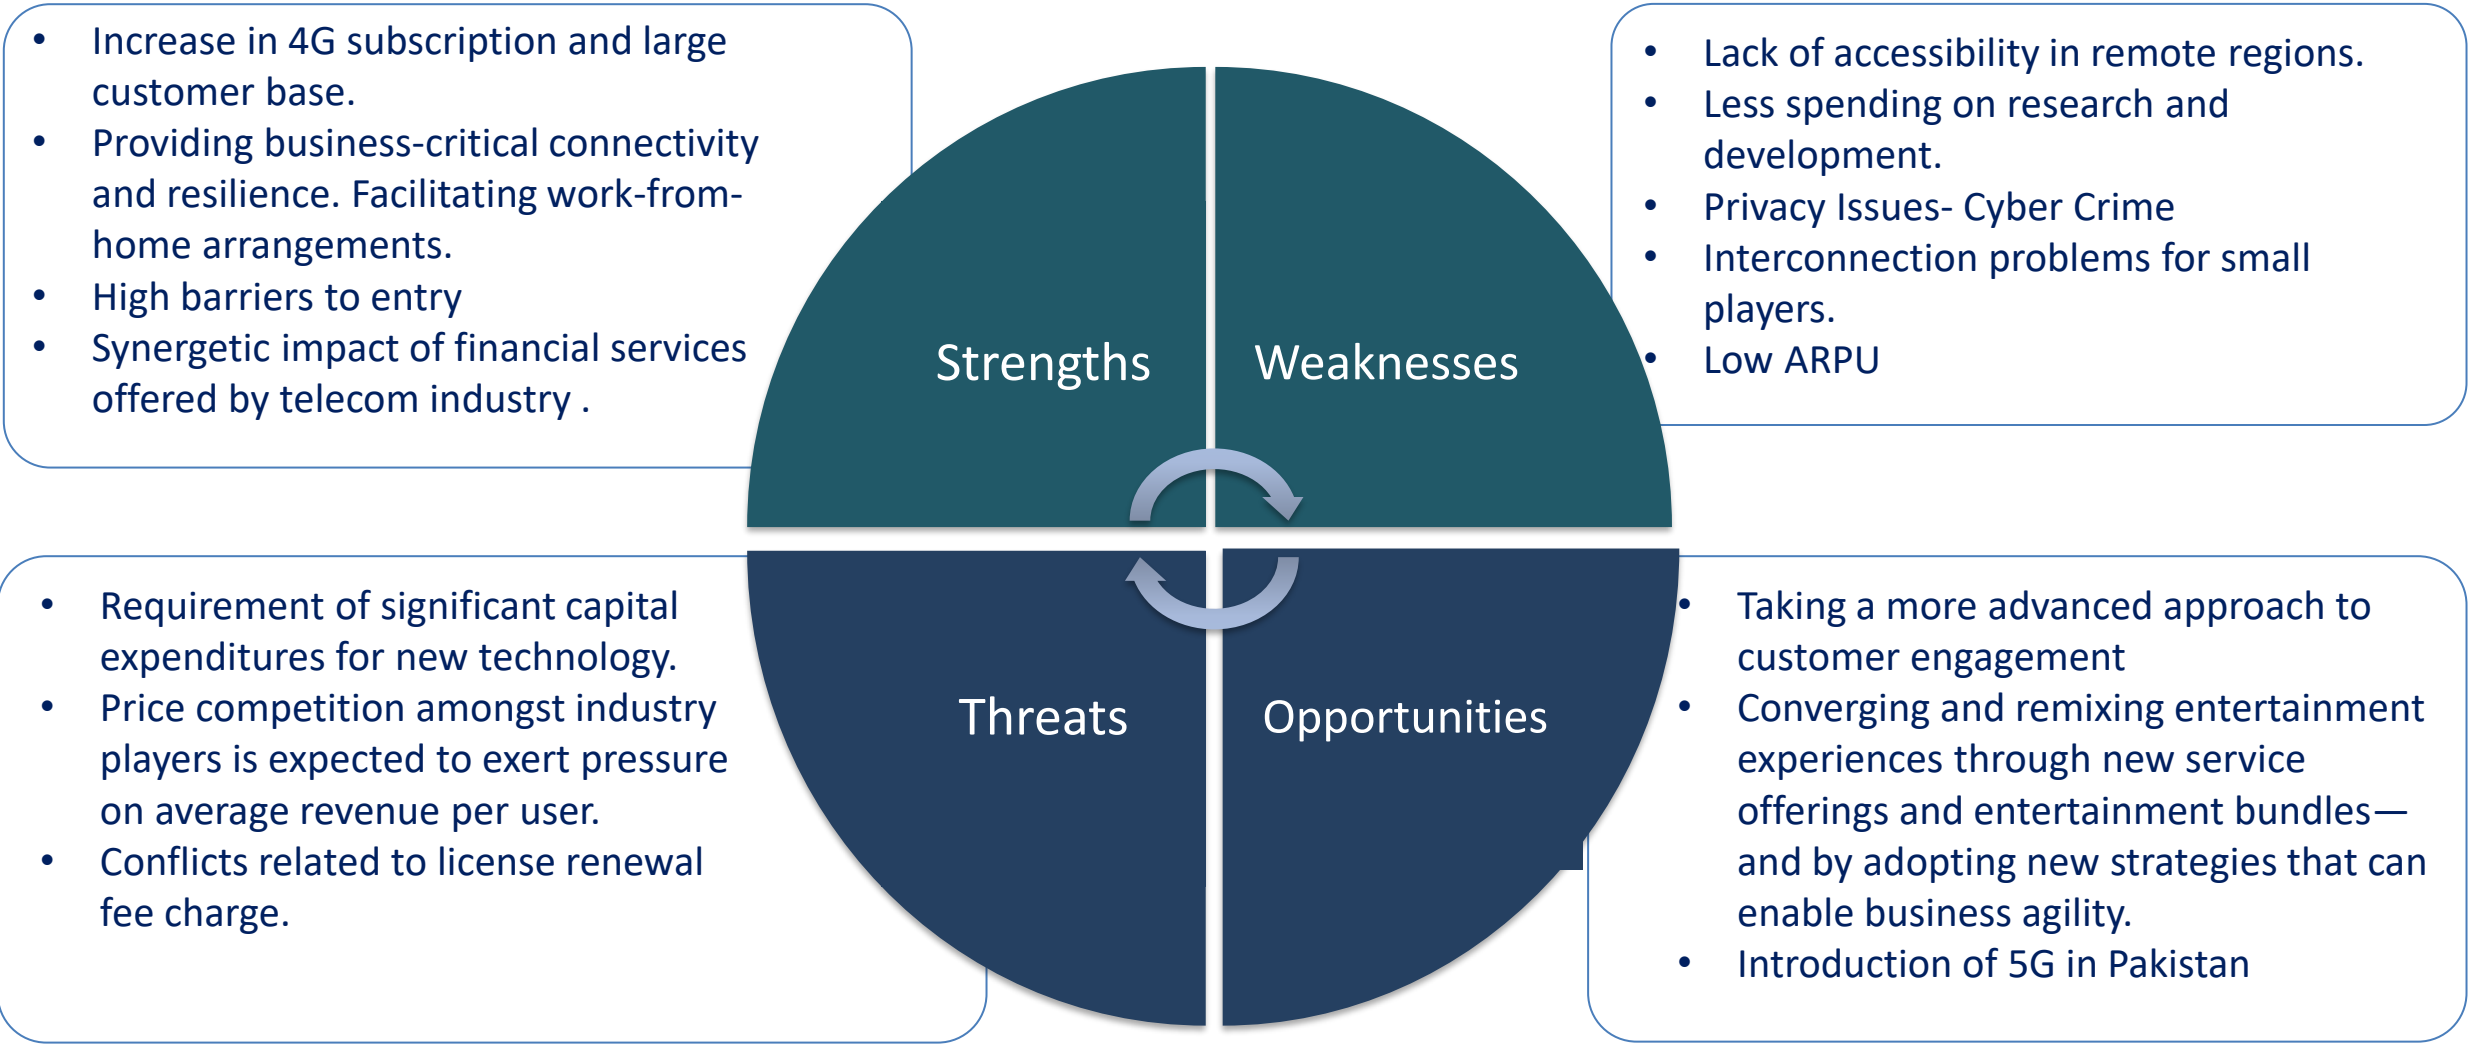 • Increase in 4G subscription and large
customer base.
• Providing business-critical connectivity
and resilience. Facilitating work-from-
home arrangements.
• High barriers to entry
• Synergetic impact of financial services
offered by telecom industry .
Strengths
Weaknesses
• Lack of accessibility in remote regions.
• Less spending on research and
development.
• Privacy Issues- Cyber Crime
• Interconnection problems for small
players.
• Low ARPU
• Requirement of significant capital
expenditures for new technology.
• Price competition amongst industry
players is expected to exert pressure
on average revenue per user.
• Conflicts related to license renewal
fee charge.
Threats
Opportunities
• Taking a more advanced approach to
customer engagement
• Converging and remixing entertainment
experiences through new service
offerings and entertainment bundles—
and by adopting new strategies that can
enable business agility.
• Introduction of 5G in Pakistan